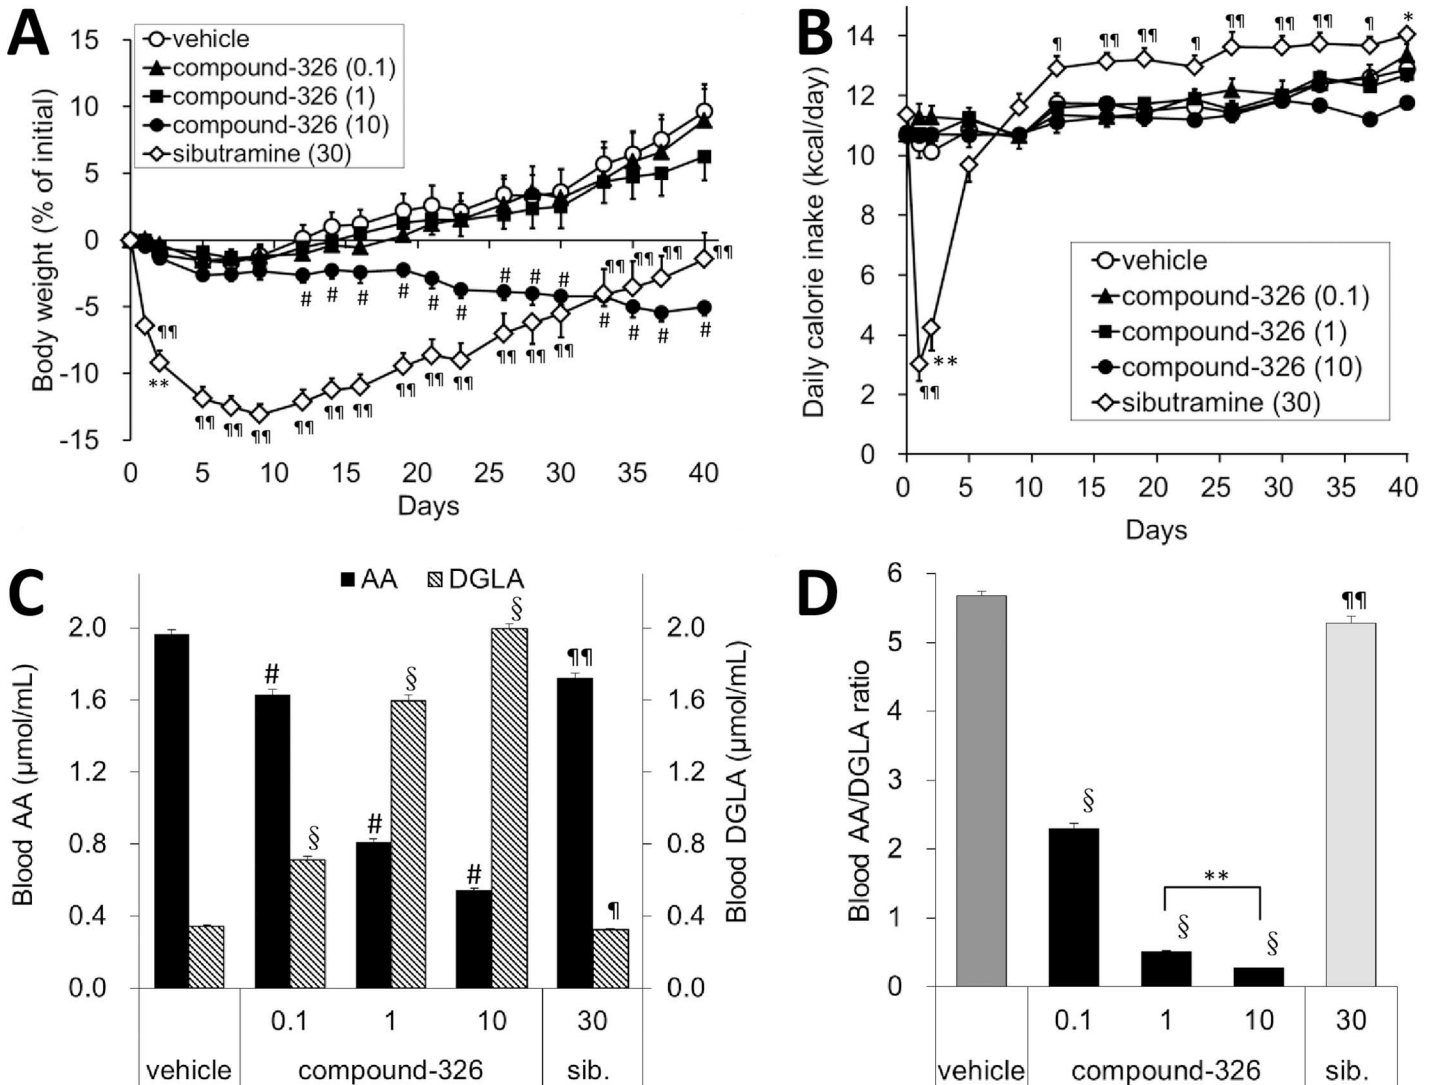 A
vehicle
compound-326 (0.1)
compound-326 (1)
compound-326 (10)
sibutramine (30)
Body weight (% of initial)
15
10
5
0
-5
-10
-15
¶¶
**
¶¶ ¶¶ ¶¶ ¶¶ ¶¶ ¶¶ ¶¶ ¶¶ ¶¶ ¶¶ ¶¶ ¶¶ ¶¶ ¶¶ ¶¶ ¶¶
# # # # # # # # # # # # #
0 5 10 15 20 25 30 35 40
Days
B
Daily calorie inake (kcal/day)
14
12
10
8
6
4
2
0
¶ ¶¶ ¶¶ ¶ ¶¶ ¶¶ ¶¶ ¶ *
**
¶¶
vehicle
compound-326 (0.1)
compound-326 (1)
compound-326 (10)
sibutramine (30)
0 5 10 15 20 25 30 35 40
Days
C
AA DGLA
Blood AA (μmol/mL)
2.0
1.6
1.2
0.8
0.4
0.0
# § # § # § ¶¶ ¶
2.0
1.6
1.2
0.8
0.4
0.0
Blood DGLA (μmol/mL)
0.1 1 10 30
vehicle compound-326 sib.
D
Blood AA/DGLA ratio
6
5
4
3
2
1
0
§ § § ¶¶
**
0.1 1 10 30
vehicle compound-326 sib.